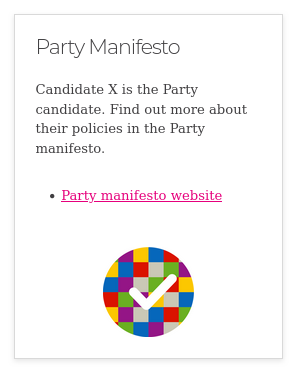 Party Manifesto
Candidate X is the Party
candidate. Find out more about
their policies in the Party
manifesto.
• Party manifesto website